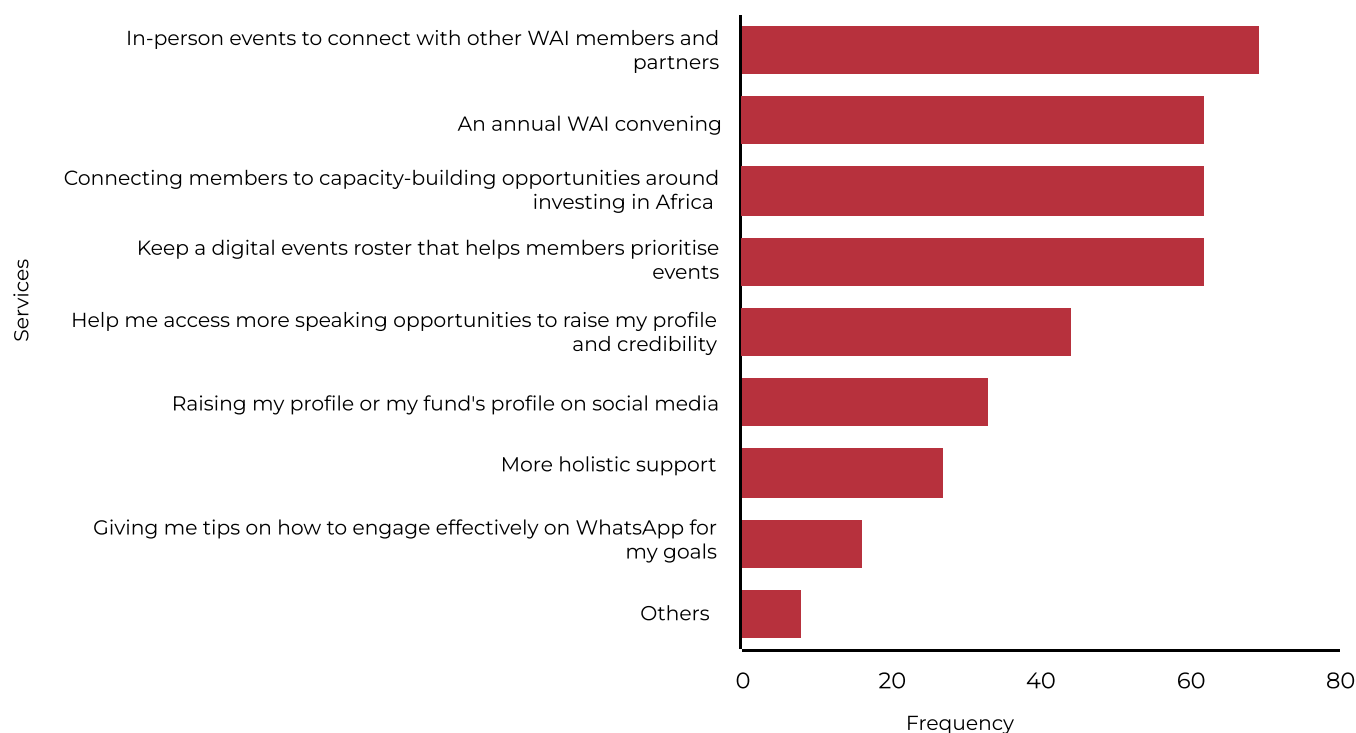 In-person events to connect with other WAI members and
partners
An annual WAI convening
Connecting members to capacity-building opportunities around
investing in Africa
Keep a digital events roster that helps members prioritise
events
Services
Help me access more speaking opportunities to raise my profile
and credibility
Raising my profile or my fund's profile on social media
More holistic support
Giving me tips on how to engage effectively on WhatsApp for
my goals
Others
0 20 40 60 80
Frequency